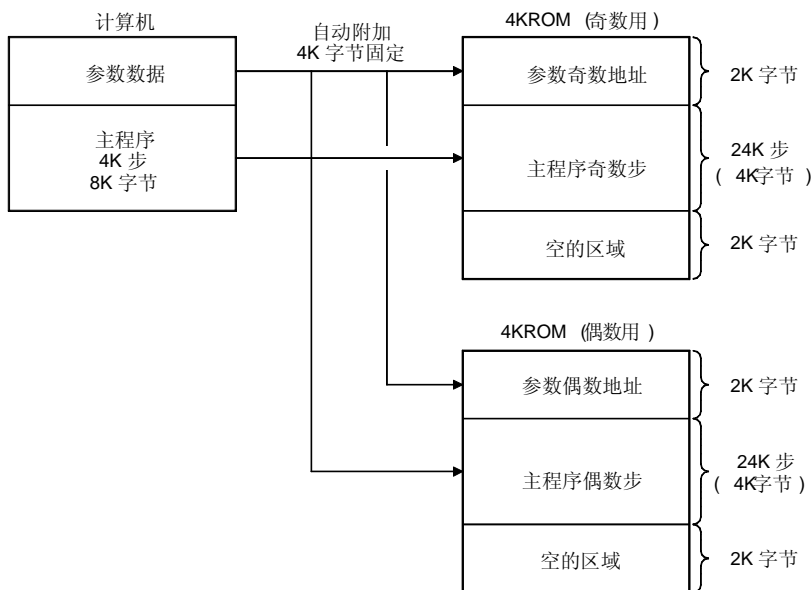 计算机
参数数据
主程序
4K 步
8K 字节
自动附加
4K 字节固定
4KROM (奇数用)
参数奇数地址
2K 字节
主程序奇数步
24K 步
( 4K字节 )
空的区域
2K 字节
4KROM (偶数用)
参数偶数地址
2K 字节
主程序偶数步
24K 步
( 4K字节 )
空的区域
2K 字节